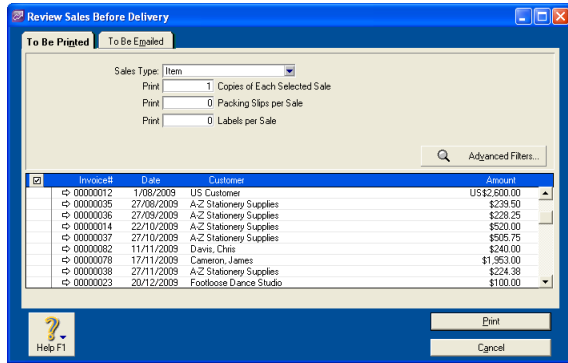 Review Sales Before Delivery
To Be Printed To Be Emailed
Sales Type: Item
Print 1 Copies of Each Selected Sale
Print 0 Packing Slips per Sale
Print 0 Labels per Sale
Advanced Filters...
Invoice# Date Customer Amount
00000012 1/08/2009 US Customer US$2,600.00
00000035 27/08/2009 A-Z Stationery Supplies $239.50
00000036 27/09/2009 A-Z Stationery Supplies $228.25
00000014 22/10/2009 A-Z Stationery Supplies $520.00
00000037 27/10/2009 A-Z Stationery Supplies $505.75
00000082 11/11/2009 Davis, Chris $240.00
00000078 17/11/2009 Cameron, James $1,953.00
00000038 27/11/2009 A-Z Stationery Supplies $224.38
00000023 20/12/2009 Footloose Dance Studio $100.00
Help F1
Print
Cancel